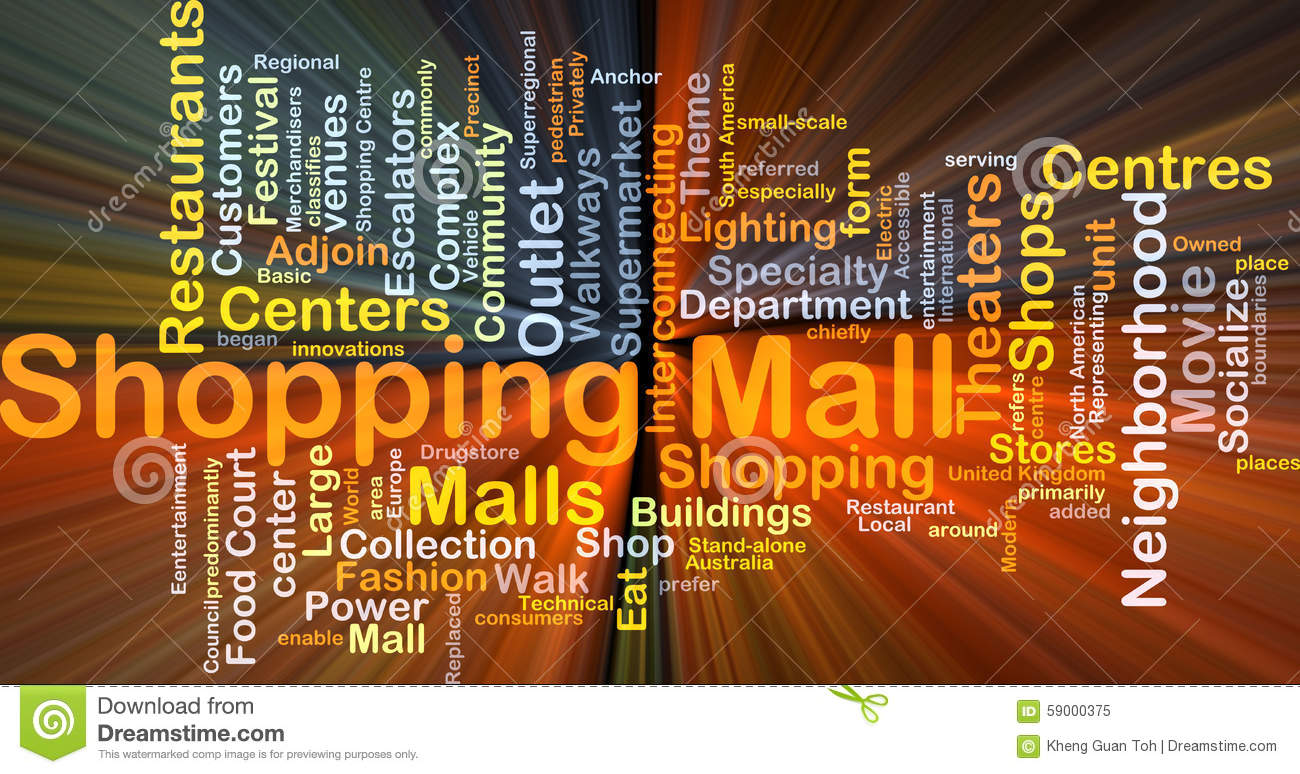 Restaurants
Customers
Regional
Festival
Merchandisers
classifies
venues
Shopping Centre
Escalators
commonly
Complex
Precinct
Vehicle
Community
Superregional
pedestrian
Privately
Anchor
Outlet
Walkways
Supermarket
Adjoin
Basic
Centers
began
innovations
Interconnecting
Theme
South America
small-scale
referred
especially
form
Lighting
Electric
Accessible
entertainment
International
Specialty
Department
chiefly
serving
Theaters
Shops
Centres
unit
Neighborhood
Owned
place
Movie
Socialize
boundaries
North American
Representing
refers
centre
Shopping Mall
Stores
United Kingdom
primarily
added
places
Modern
Shopping
Restaurant
Local
around
Buildings
Stand-alone
Australia
prefer
Eat
Shop
Drugstore
Malls
Collection
Fashion
Walk
Technical
consumers
Power
enable
Mall
Replaced
Eentertainment
predominantly
Council
Food Court
center
Large
World
area
Europe
dreamstime
Download from
Dreamstime.com
This watermarked comp image is for previewing purposes only.
ID 59000375
© Kheng Guan Toh | Dreamstime.com